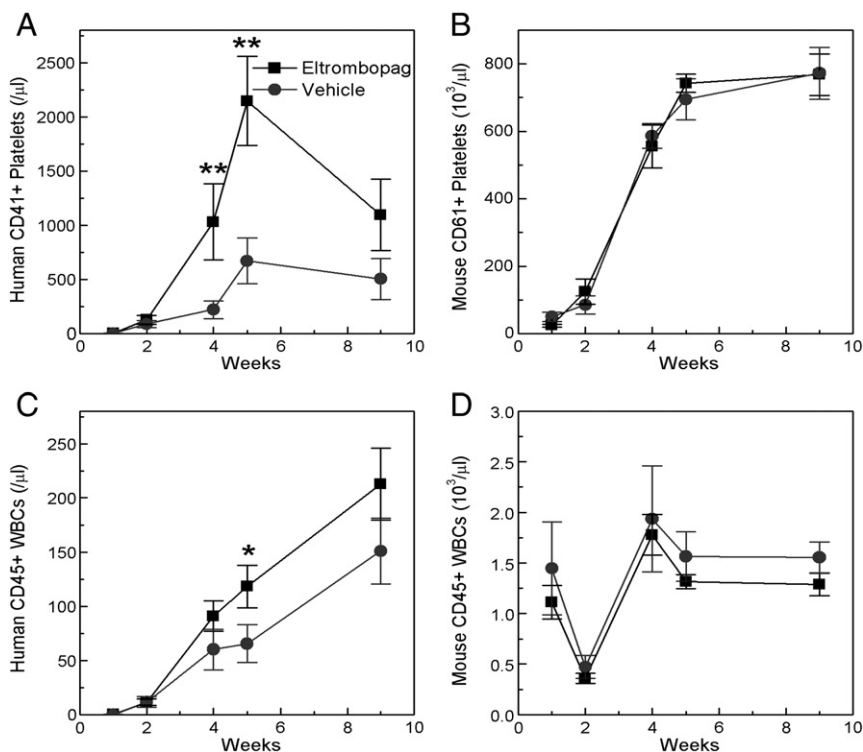 A
Human CD41+ Platelets (/μl)
2500
2000
1500
1000
500
0
**
**
Eltrombopag
Vehicle
0 2 4 6 8 10
Weeks
B
Mouse CD61+ Platelets (10³/μl)
800
600
400
200
0
0 2 4 6 8 10
Weeks
C
Human CD45+ WBCs (/μl)
250
200
150
100
50
0
*
0 2 4 6 8 10
Weeks
D
Mouse CD45+ WBCs (10³/μl)
3.0
2.5
2.0
1.5
1.0
0.5
0.0
0 2 4 6 8 10
Weeks